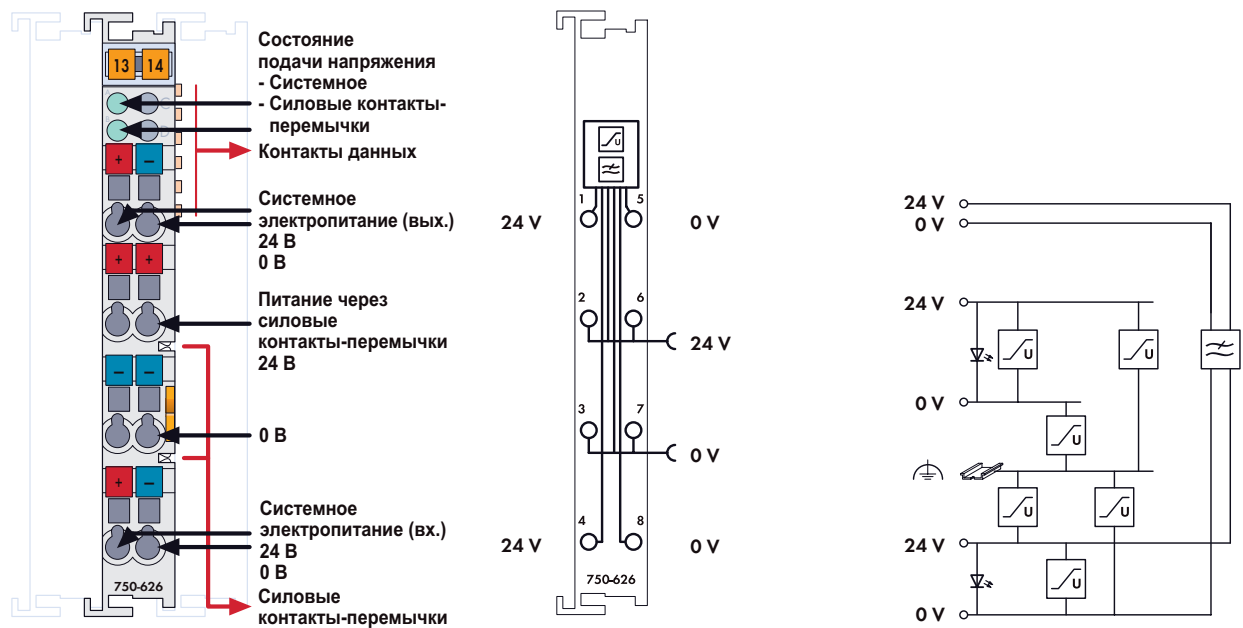 13 14
A C
B D
+ −
+ +
− −
+ −
750-626
Состояние
подачи напряжения
- Системное
- Силовые контакты-
перемычки
Контакты данных
Системное
электропитание (вых.)
24 В
0 В
Питание через
силовые
контакты-перемычки
24 В
0 В
Системное
электропитание (вх.)
24 В
0 В
Силовые
контакты-перемычки
U
1 5
24 V 0 V
2 6
24 V
3 7
0 V
4 8
24 V 0 V
750-626
24 V
0 V
24 V
U U
0 V
U
U U
24 V
U
0 V